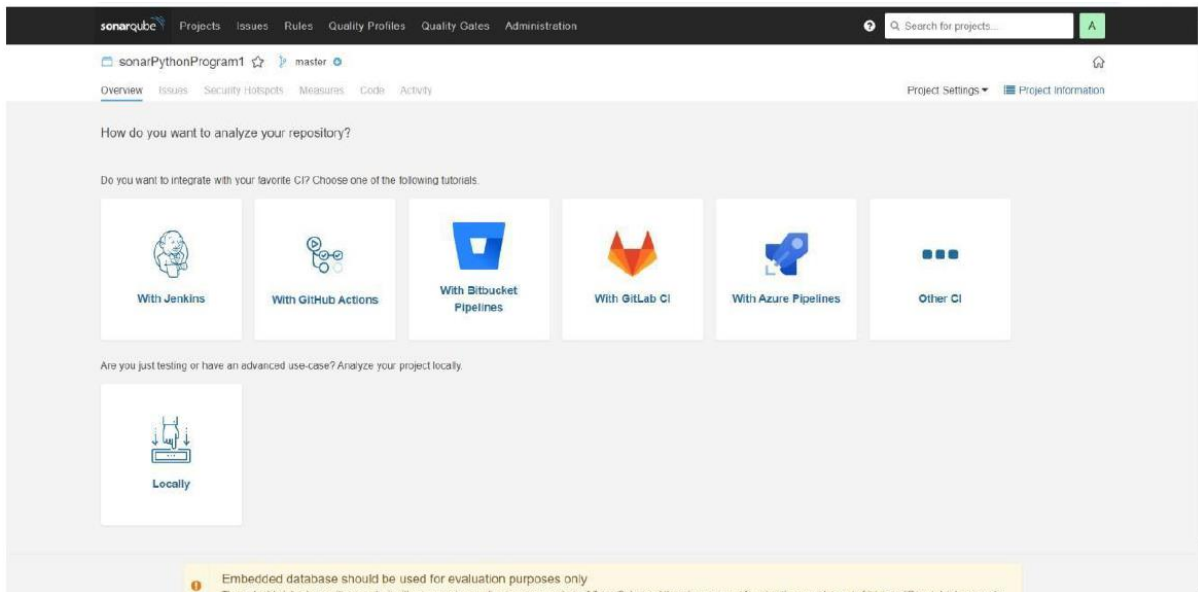 sonarqube Projects Issues Rules Quality Profiles Quality Gates Administration Search for projects... A
sonarPythonProgram1 master
Overview Issues Security Hotspots Measures Code Activity Project Settings Project Information
How do you want to analyze your repository?
Do you want to integrate with your favorite CI? Choose one of the following tutorials.
With Jenkins
With GitHub Actions
With Bitbucket
Pipelines
With GitLab CI
With Azure Pipelines
Other CI
Are you just testing or have an advanced use-case? Analyze your project locally.
Locally
Embedded database should be used for evaluation purposes only